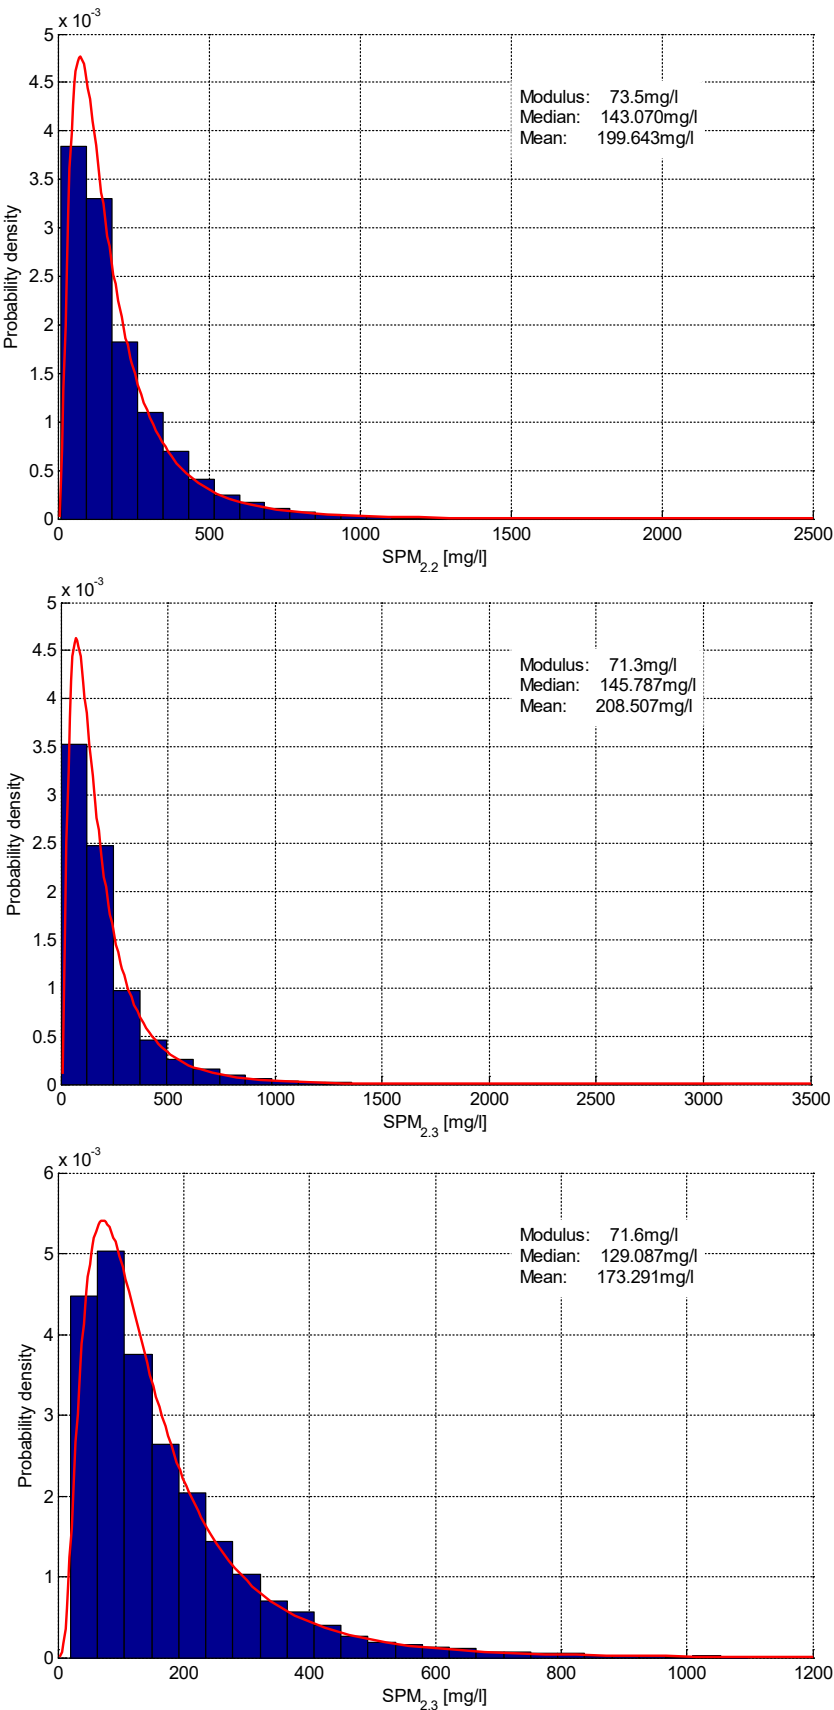 x 10-3
5
4.5
4
3.5
3
2.5
2
1.5
1
0.5
0
Probability density
Modulus: 73.5mg/l
Median: 143.070mg/l
Mean: 199.643mg/l
0 500 1000 1500 2000 2500
SPM2.2 [mg/l]
x 10-3
5
4.5
4
3.5
3
2.5
2
1.5
1
0.5
0
Probability density
Modulus: 71.3mg/l
Median: 145.787mg/l
Mean: 208.507mg/l
0 500 1000 1500 2000 2500 3000 3500
SPM2.3 [mg/l]
x 10-3
6
5
4
3
2
1
0
Probability density
Modulus: 71.6mg/l
Median: 129.087mg/l
Mean: 173.291mg/l
0 200 400 600 800 1000 1200
SPM2.3 [mg/l]